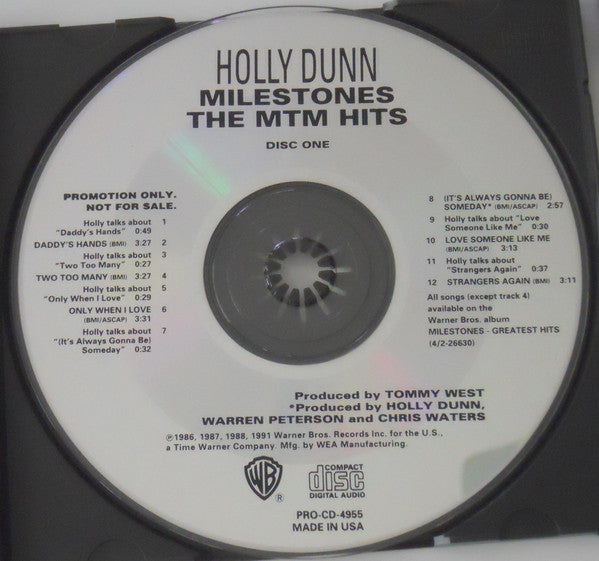 HOLLY DUNN
MILESTONES
THE MTM HITS
DISC ONE
PROMOTION ONLY.
NOT FOR SALE.
Holly talks about 1
"Daddy's Hands" 0:49
DADDY'S HANDS (BMI) 3:27 2
Holly talks about 3
"Two Too Many" 0:27
TWO TOO MANY (BMI) 3:27 4
Holly talks about 5
"Only When I Love" 0:29
ONLY WHEN I LOVE 6
(BMI/ASCAP) 3:31
Holly talks about 7
"(It's Always Gonna Be)
Someday" 0:32
8 (IT'S ALWAYS GONNA BE)
SOMEDAY* (BMI/ASCAP) 2:57
9 Holly talks about "Love
Someone Like Me" 0:30
10 LOVE SOMEONE LIKE ME
(BMI/ASCAP) 3:13
11 Holly talks about
"Strangers Again" 0:37
12 STRANGERS AGAIN (BMI) 3:11
All songs (except track 4)
available on the
Warner Bros. album
MILESTONES - GREATEST HITS
(4/2-26630)
Produced by TOMMY WEST
*Produced by HOLLY DUNN,
WARREN PETERSON and CHRIS WATERS
℗1986, 1987, 1988, 1991 Warner Bros. Records Inc. for the U.S.,
a Time Warner Company. Mfg. by WEA Manufacturing.
WB ®
COMPACT
disc
DIGITAL AUDIO
PRO-CD-4955
MADE IN USA